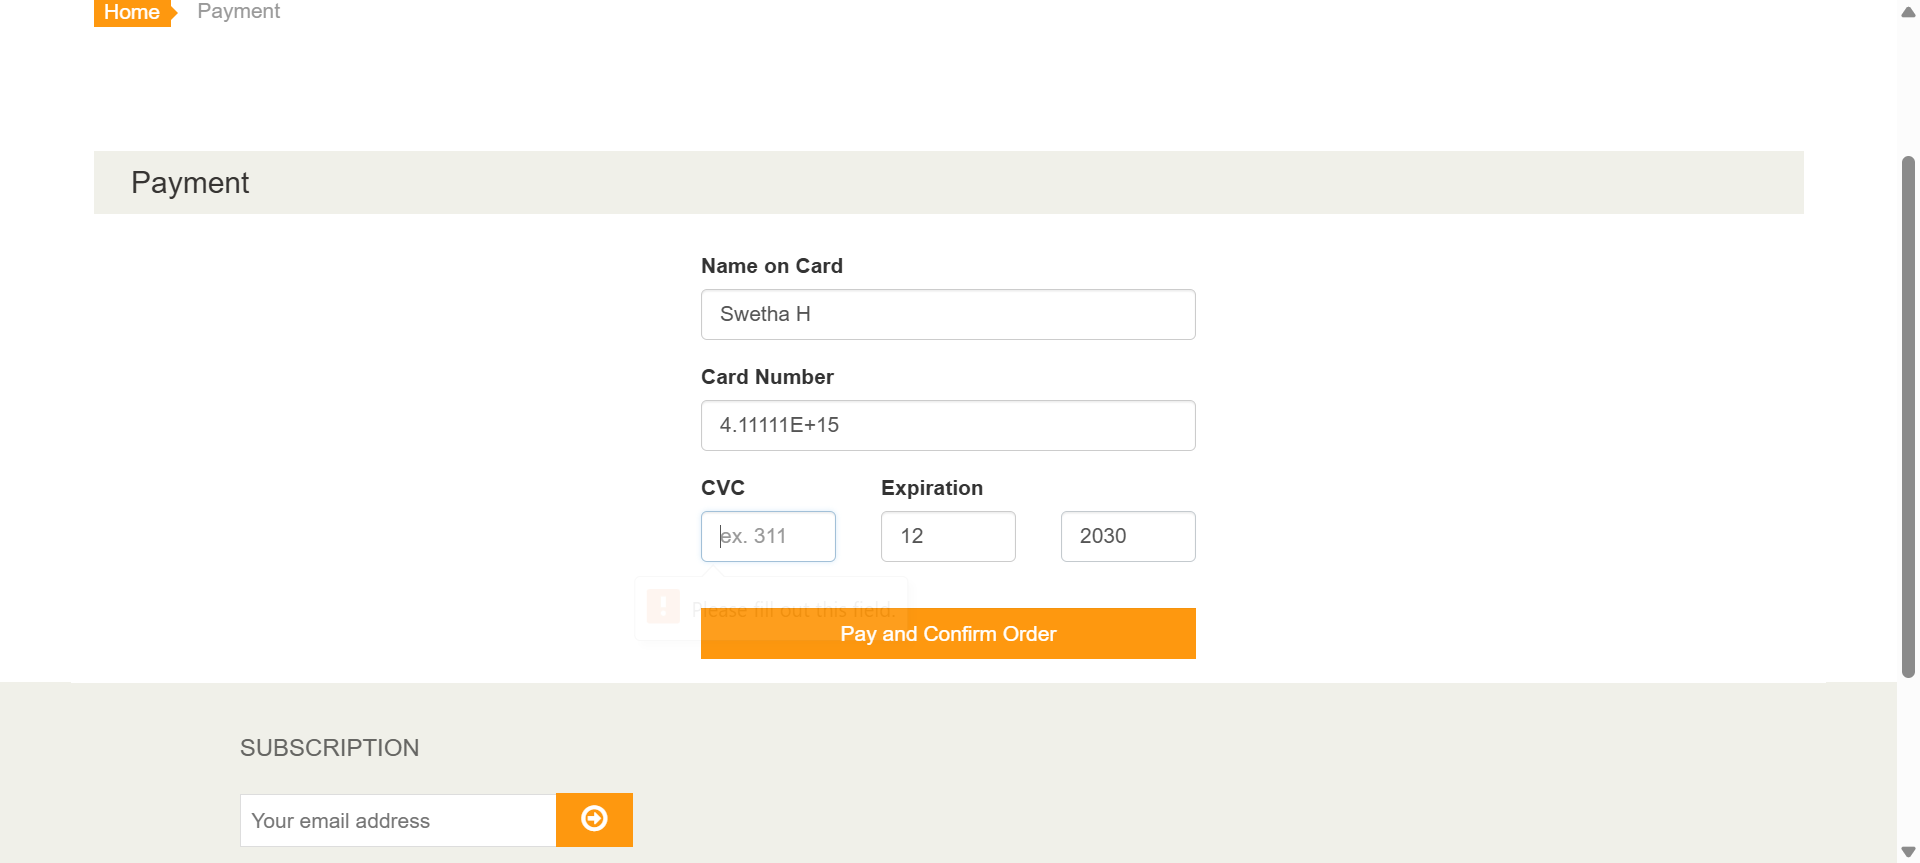 Home Payment
Payment
Name on Card
Swetha H
Card Number
4.11111E+15
CVC Expiration
ex. 311 12 2030
Please fill out this field.
Pay and Confirm Order
SUBSCRIPTION
Your email address